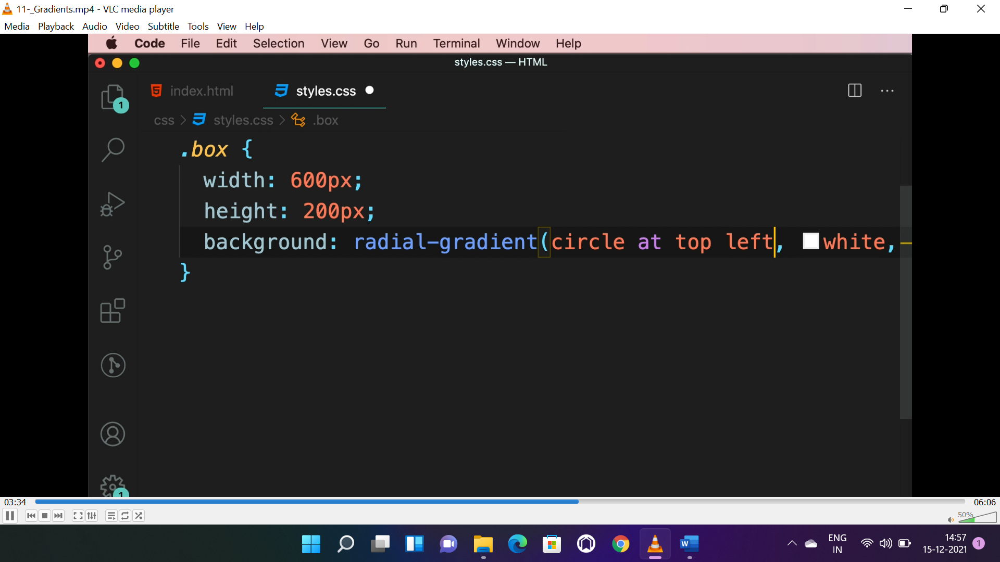 11-_Gradients.mp4 - VLC media player
Media Playback Audio Video Subtitle Tools View Help
Code File Edit Selection View Go Run Terminal Window Help
styles.css — HTML
index.html styles.css
1
css > styles.css > .box
.box {
width: 600px;
height: 200px;
background: radial-gradient(circle at top left, white,
}
1
03:34 06:06
50%
ENG
IN
14:57
15-12-2021
1
W